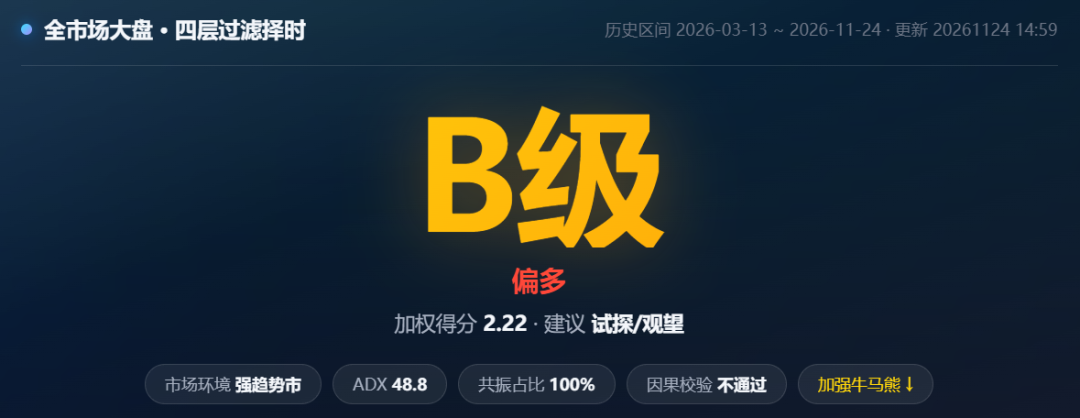 全市场大盘 • 四层过滤择时
历史区间 2026-03-13 ~ 2026-11-24 · 更新 20261124 14:59
B级
偏多
加权得分 2.22 · 建议 试探/观望
市场环境 强趋势市 ADX 48.8 共振占比 100% 因果校验 不通过 加强牛马熊↓